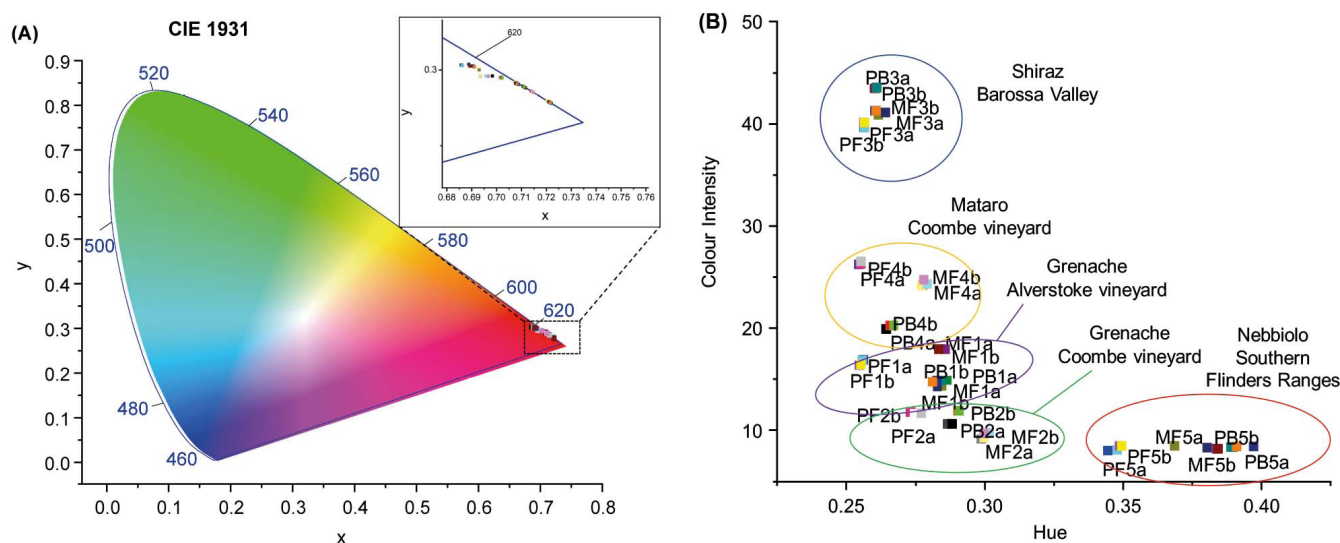 (A)
CIE 1931
0.9
0.8
0.7
0.6
0.5
0.4
0.3
0.2
0.1
0.0
y
0.0
0.1
0.2
0.3
0.4
0.5
0.6
0.7
0.8
x
520
540
560
580
600
620
500
480
460
620
0.3
y
0.68
0.69
0.70
0.71
0.72
0.73
0.74
0.75
0.76
x
(B)
50
40
30
20
10
Colour Intensity
0.25
0.30
0.35
0.40
Hue
Shiraz
Barossa Valley
PB3a
PB3b
MF3b
MF3a
PF3a
PF3b
Mataro
Coombe vineyard
PF4b
PF4a
MF4b
MF4a
PB4b
PB4a
Grenache
Alverstoke vineyard
MF1a
MF1b
PF1a
PF1b
PB1b
PB1a
MF1a
MF1b
Grenache
Coombe vineyard
PF2b
PB2b
PF2a
PB2a
MF2b
MF2a
Nebbiolo
Southern
Flinders Ranges
MF5a
PB5b
PF5b
PF5a
MF5b
PB5a